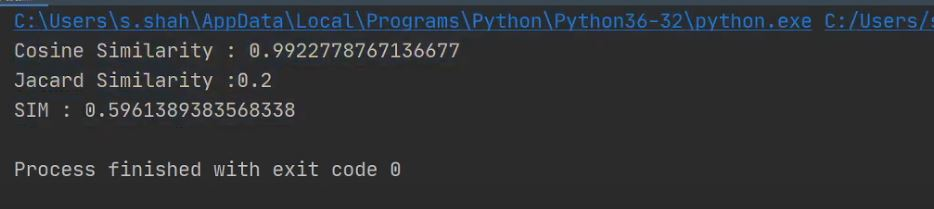 C:\Users\s.shah\AppData\Local\Programs\Python\Python36-32\python.exe C:/Users/
Cosine Similarity : 0.9922778767136677
Jacard Similarity :0.2
SIM : 0.5961389383568338
Process finished with exit code 0